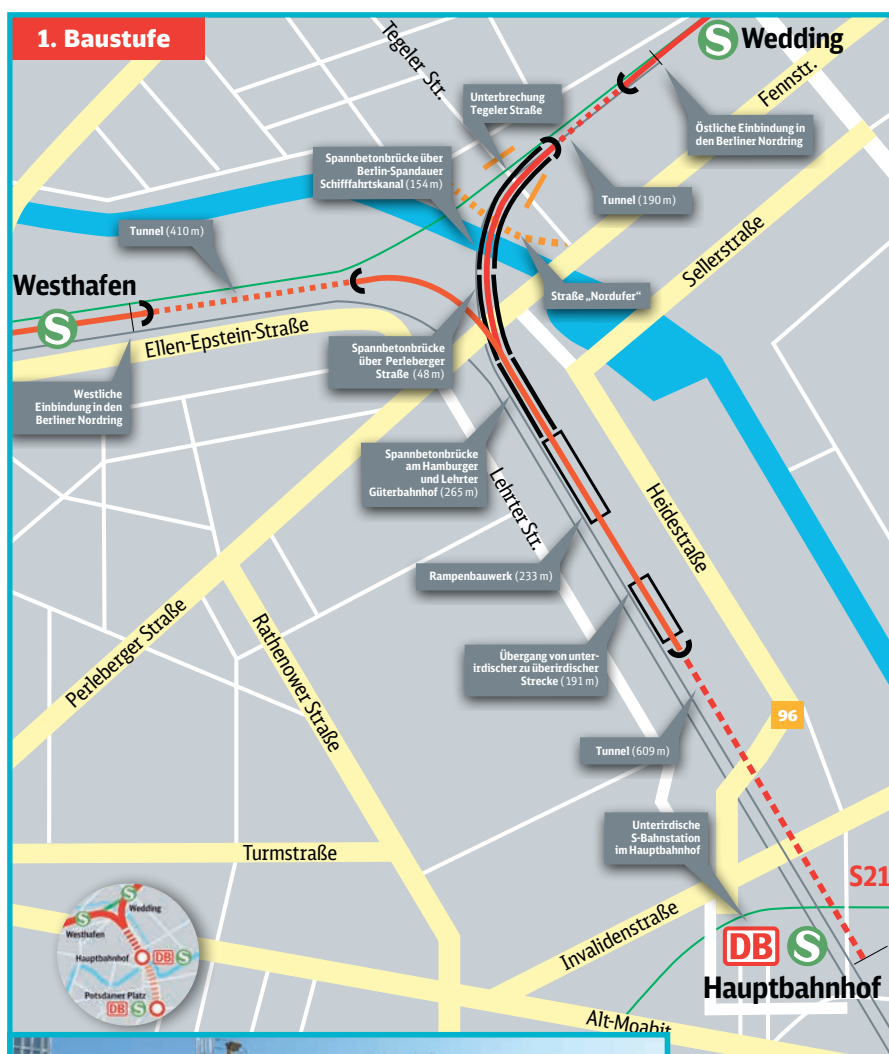 1. Baustufe
S Wedding
Tegeler Str.
Fennstr.
Unterbrechung
Tegeler Straße
Östliche Einbindung in
den Berliner Nordring
Spannbetonbrücke über
Berlin-Spandauer
Schifffahrtskanal (154 m)
Tunnel (190 m)
Tunnel (410 m)
Sellerstraße
Westhafen
S
Straße „Nordufer“
Ellen-Epstein-Straße
Spannbetonbrücke
über Perleberger
Straße (48 m)
Westliche
Einbindung in den
Berliner Nordring
Spannbetonbrücke
am Hamburger
und Lehrter
Güterbahnhof (265 m)
Lehrter Str.
Heidestraße
Rampenbauwerk (233 m)
Perleberger Straße
Rathenower Straße
Übergang von unter-
irdischer zu überirdischer
Strecke (191 m)
96
Tunnel (609 m)
Unterirdische
S-Bahnstation
im Hauptbahnhof
Turmstraße
S21
Invalidenstraße
DB S
Hauptbahnhof
Alt-Moabit
S
Wedding
S
Westhafen
Hauptbahnhof DB S
Potsdamer Platz
DB S